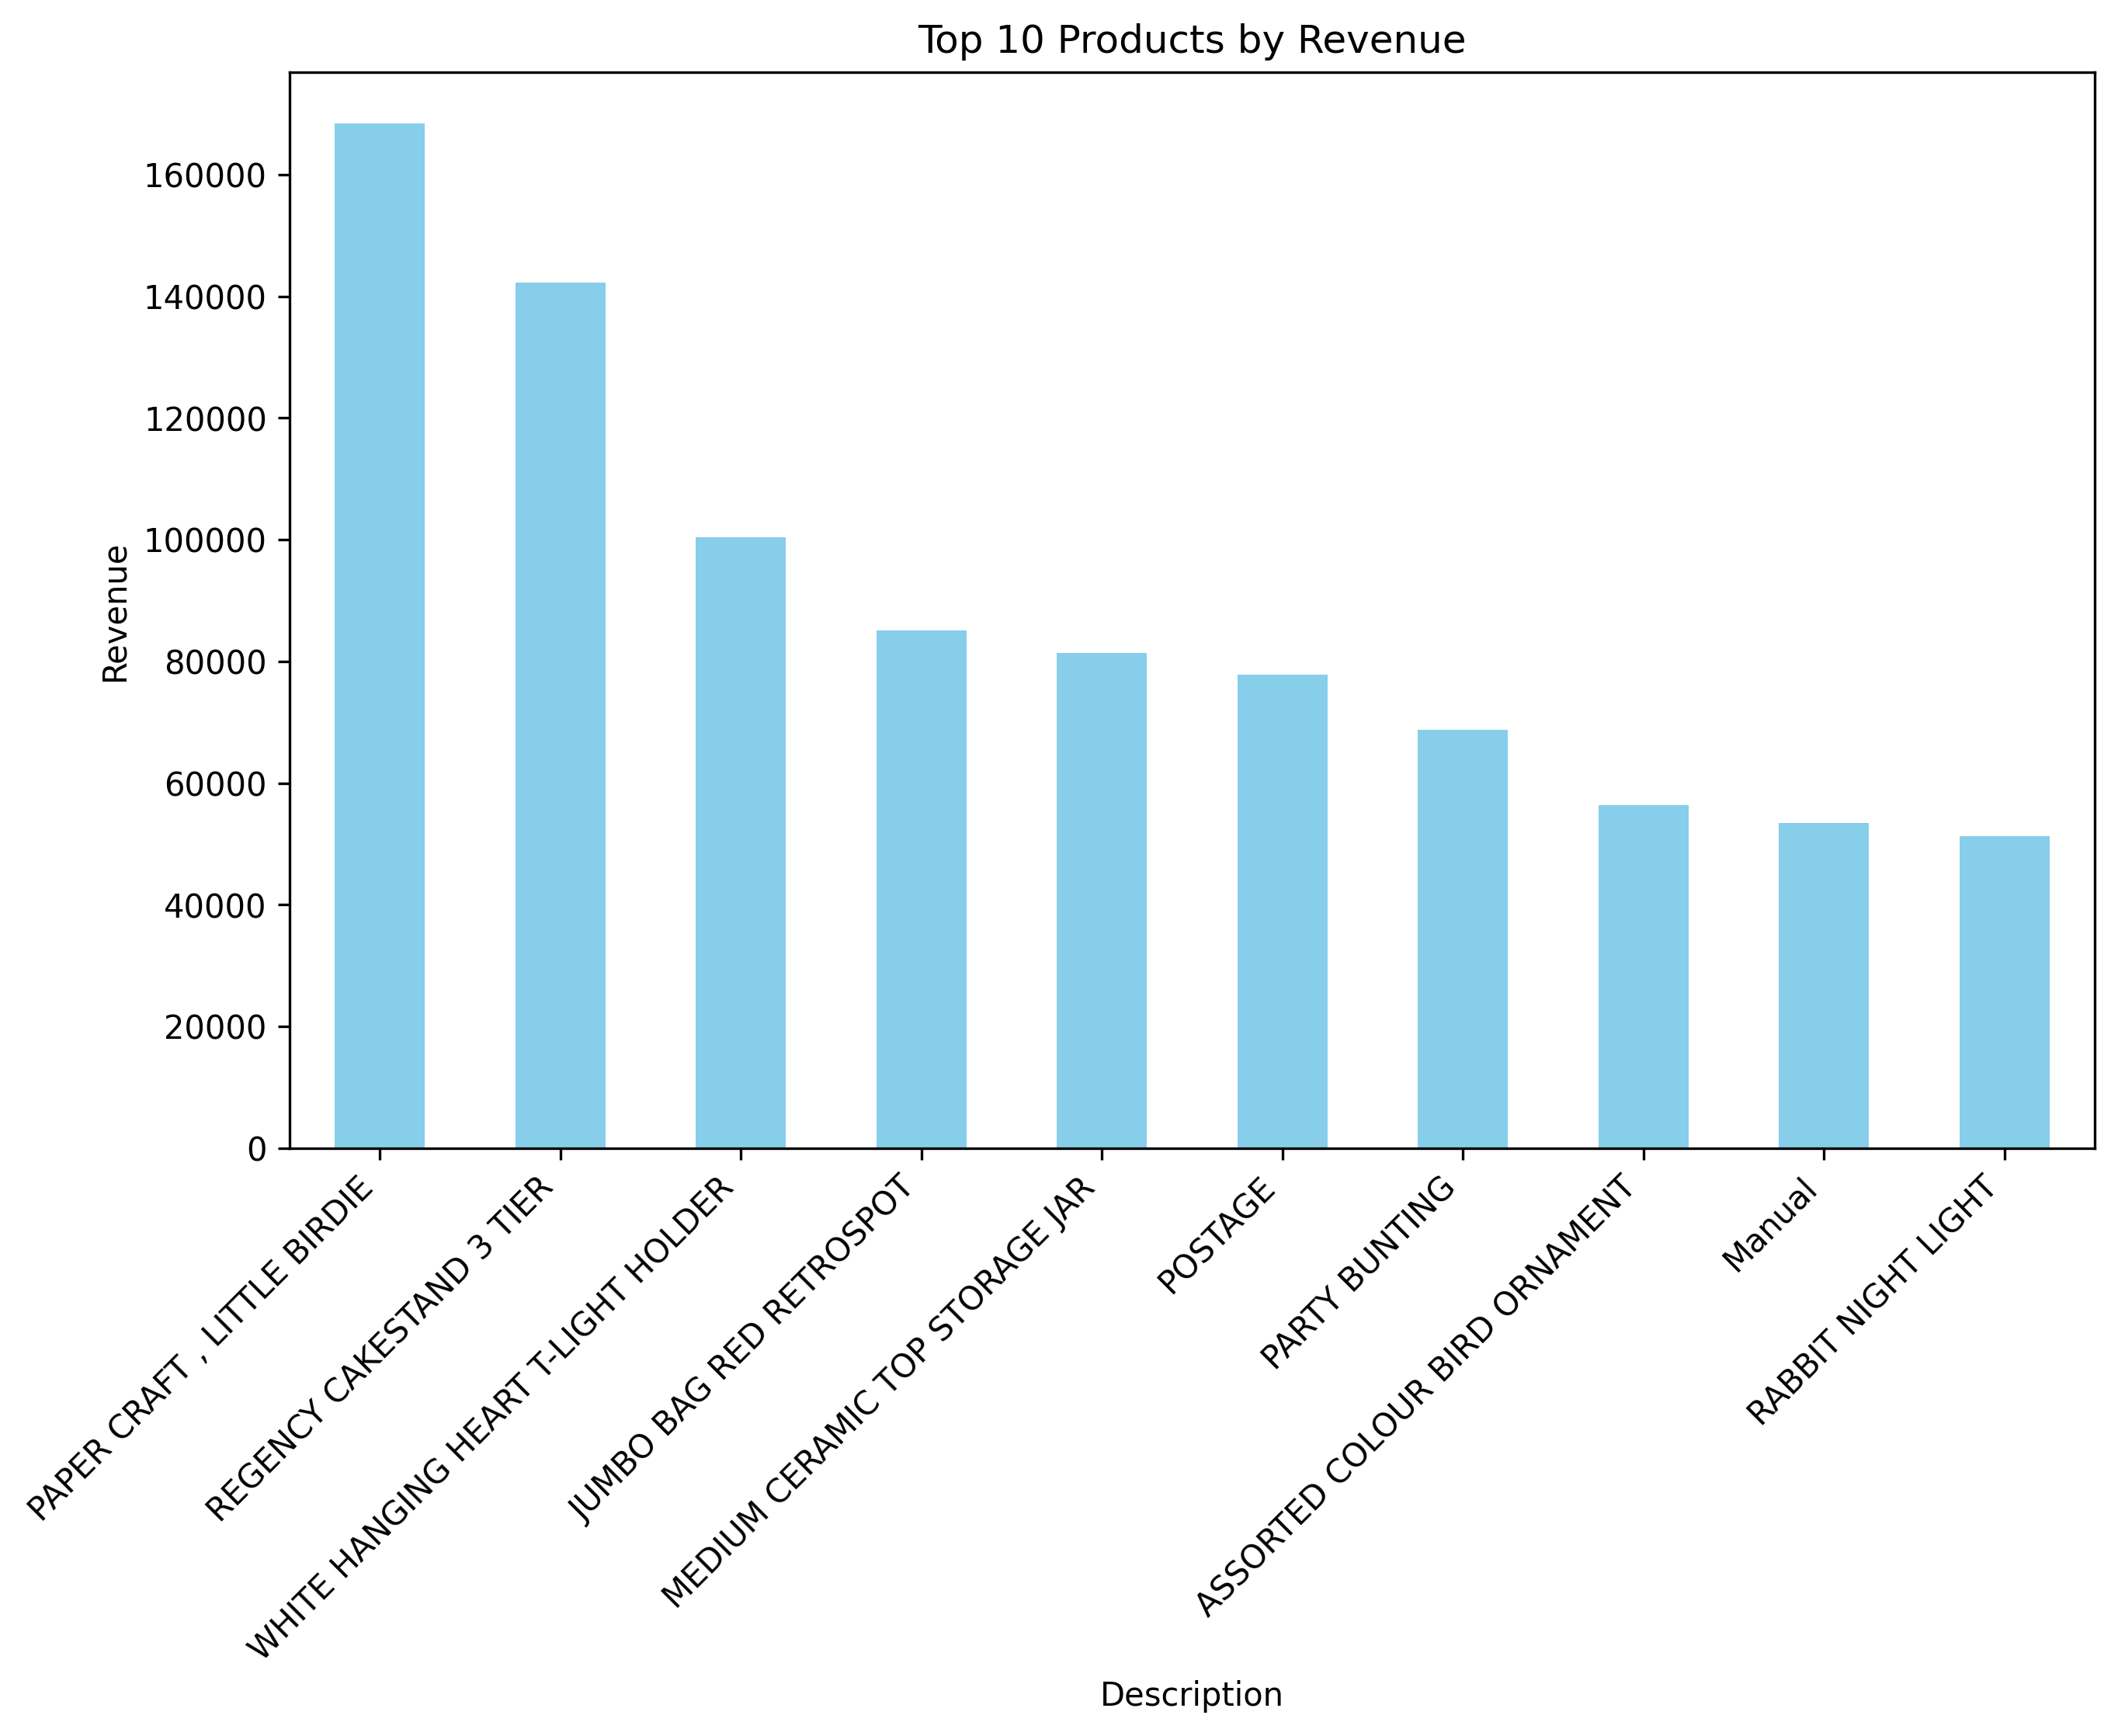 Top 10 Products by Revenue
Revenue
160000
140000
120000
100000
80000
60000
40000
20000
0
PAPER CRAFT , LITTLE BIRDIE
REGENCY CAKESTAND 3 TIER
WHITE HANGING HEART T-LIGHT HOLDER
JUMBO BAG RED RETROSPOT
MEDIUM CERAMIC TOP STORAGE JAR
POSTAGE
PARTY BUNTING
ASSORTED COLOUR BIRD ORNAMENT
Manual
RABBIT NIGHT LIGHT
Description